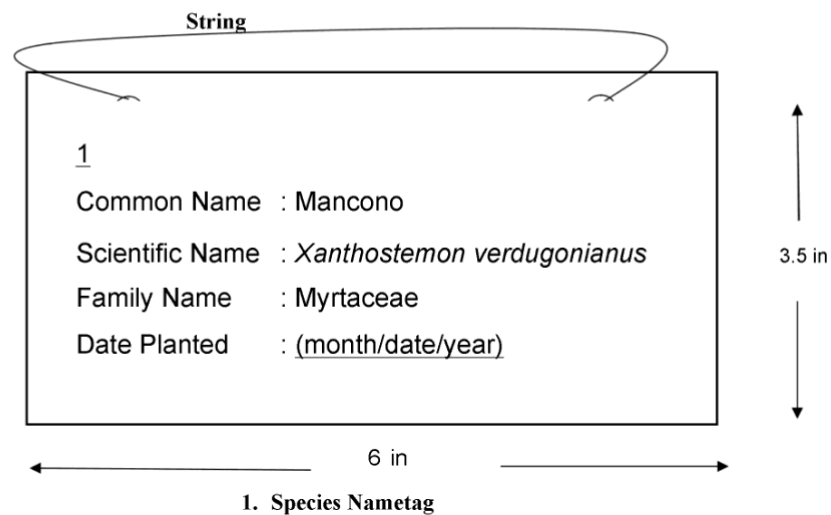 String
1
Common Name : Mancono
Scientific Name : Xanthostemon verdugonianus
Family Name : Myrtaceae
Date Planted : (month/date/year)
3.5 in
6 in
1. Species Nametag